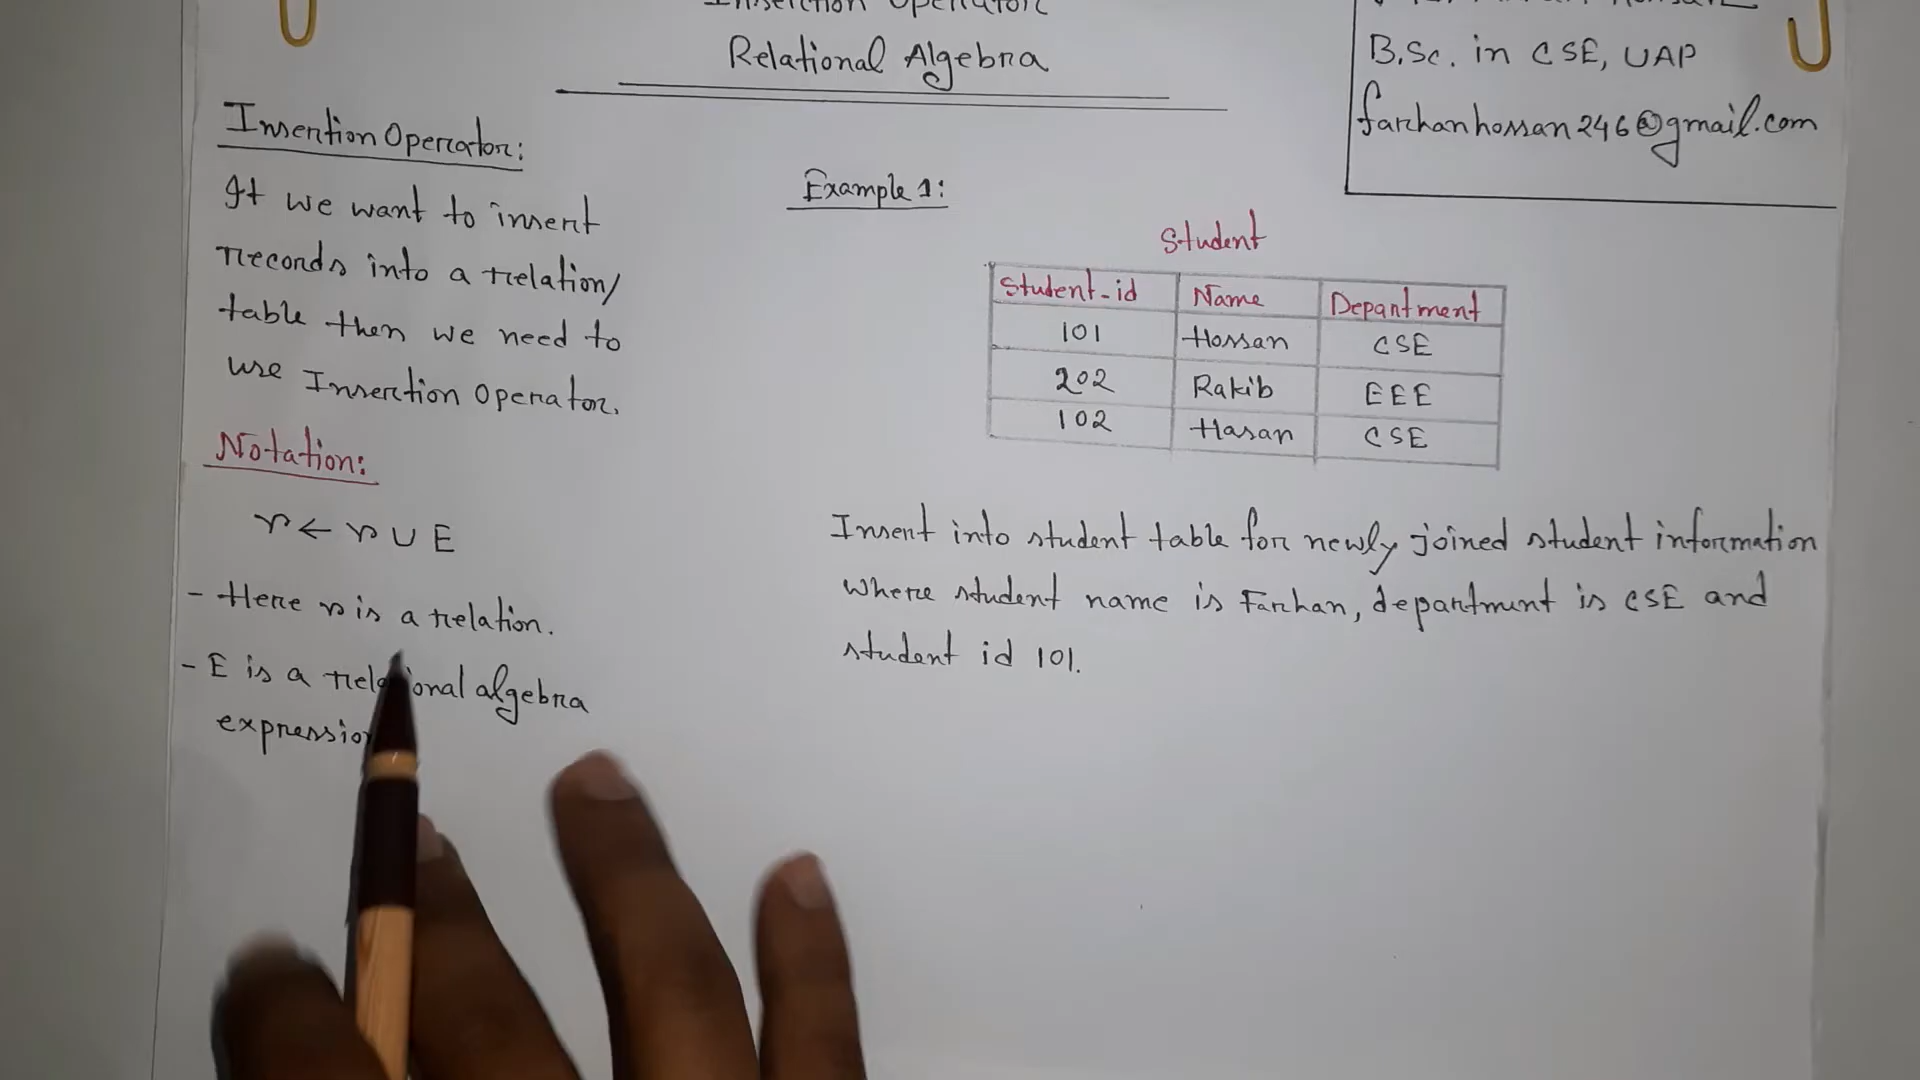 Insertion Operator
Relational Algebra
B.Sc. in CSE, UAP
farhanhossan246@gmail.com
Insertion Operator:
If we want to insert
records into a relation/
table then we need to
use Insertion Operator.
Notation:
r ← r ∪ E
- Here r is a relation.
- E is a relational algebra
expression
Example 1:
Student
Student-id Name Department
101 Hossan CSE
202 Rakib EEE
102 Hasan CSE
Insert into student table for newly joined student information
where student name is Farhan, department is CSE and
student id 101.